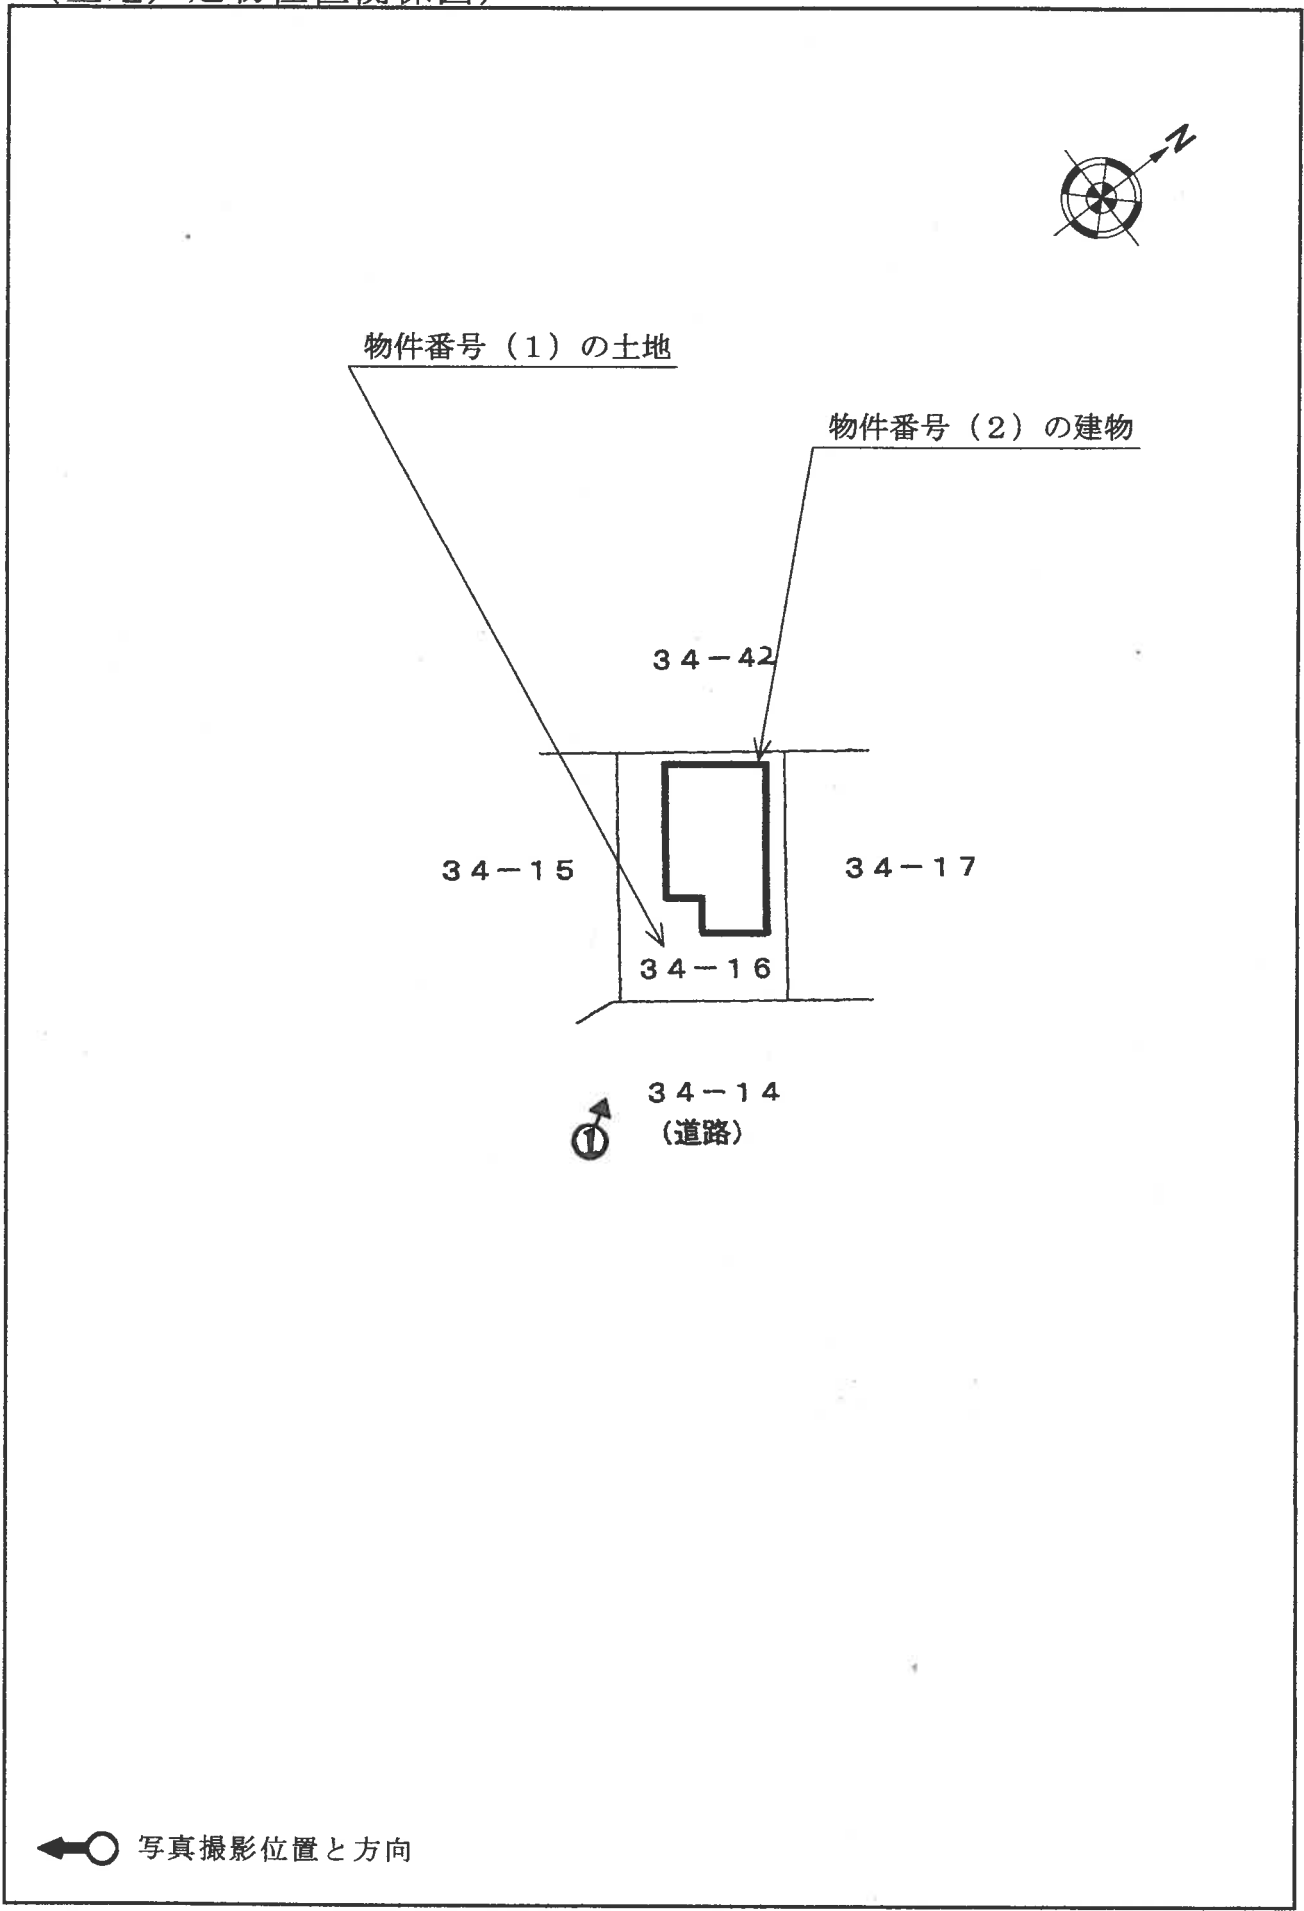 N
物件番号（１）の土地
物件番号（２）の建物
３４－４２
３４－１５
３４－１７
３４－１６
３４－１４
（道路）
①
写真撮影位置と方向